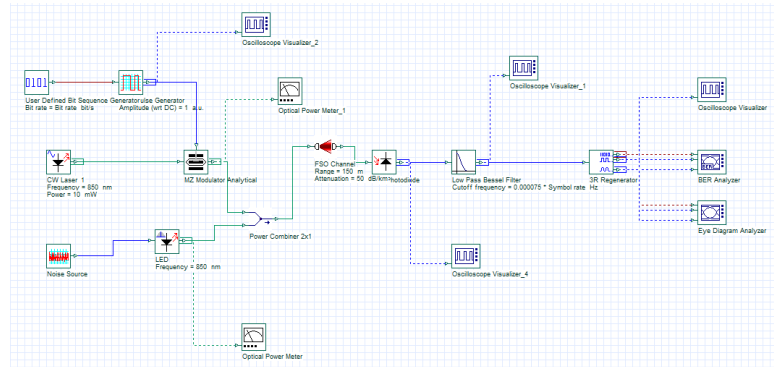 Oscilloscope Visualizer_2
Oscilloscope Visualizer_1
0101
User Defined Bit Sequence Generator
Pulse Generator
Bit rate = Bit rate bit/s
Amplitude (wrt DC) = 1 a.u.
Optical Power Meter_1
Oscilloscope Visualizer
CW Laser_1
Frequency = 850 nm
Power = 10 mW
MZ Modulator Analytical
FSO Channel
Range = 150 m
Attenuation = 50 dB/km
Photodiode
Low Pass Bessel Filter
Cutoff frequency = 0.000075 * Symbol rate Hz
3R Regenerator
BER
BER Analyzer
Power Combiner 2x1
Eye Diagram Analyzer
Noise Source
LED
Frequency = 850 nm
Oscilloscope Visualizer_4
Optical Power Meter